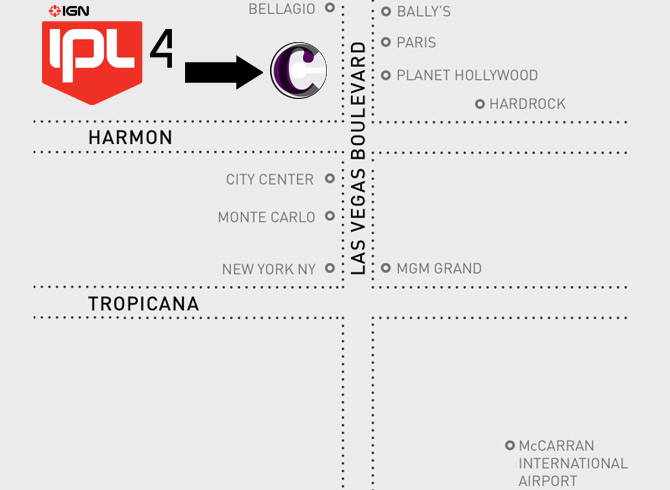 IGN
IPL 4
C
BELLAGIO
BALLY'S
PARIS
PLANET HOLLYWOOD
HARDROCK
LAS VEGAS BOULEVARD
HARMON
CITY CENTER
MONTE CARLO
NEW YORK NY
MGM GRAND
TROPICANA
McCARRAN
INTERNATIONAL
AIRPORT